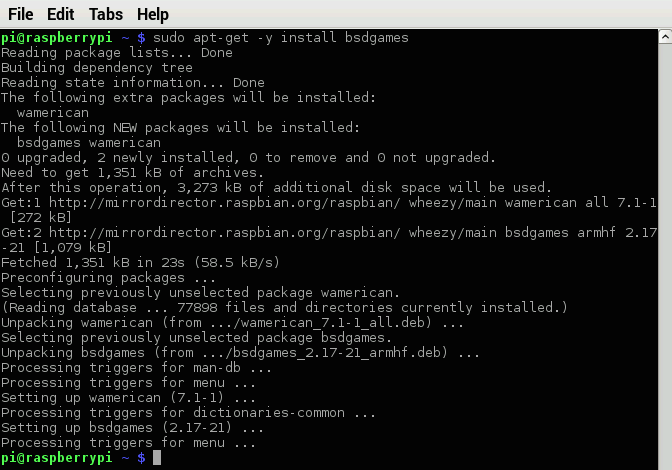 File Edit Tabs Help
pi@raspberrypi ~ $ sudo apt-get -y install bsdgames
Reading package lists... Done
Building dependency tree
Reading state information... Done
The following extra packages will be installed:
  wamerican
The following NEW packages will be installed:
  bsdgames wamerican
0 upgraded, 2 newly installed, 0 to remove and 0 not upgraded.
Need to get 1,351 kB of archives.
After this operation, 3,273 kB of additional disk space will be used.
Get:1 http://mirrordirector.raspbian.org/raspbian/ wheezy/main wamerican all 7.1-1
 [272 kB]
Get:2 http://mirrordirector.raspbian.org/raspbian/ wheezy/main bsdgames armhf 2.17
-21 [1,079 kB]
Fetched 1,351 kB in 23s (58.5 kB/s)
Preconfiguring packages ...
Selecting previously unselected package wamerican.
(Reading database ... 77898 files and directories currently installed.)
Unpacking wamerican (from .../wamerican_7.1-1_all.deb) ...
Selecting previously unselected package bsdgames.
Unpacking bsdgames (from .../bsdgames_2.17-21_armhf.deb) ...
Processing triggers for man-db ...
Processing triggers for menu ...
Setting up wamerican (7.1-1) ...
Processing triggers for dictionaries-common ...
Setting up bsdgames (2.17-21) ...
Processing triggers for menu ...
pi@raspberrypi ~ $